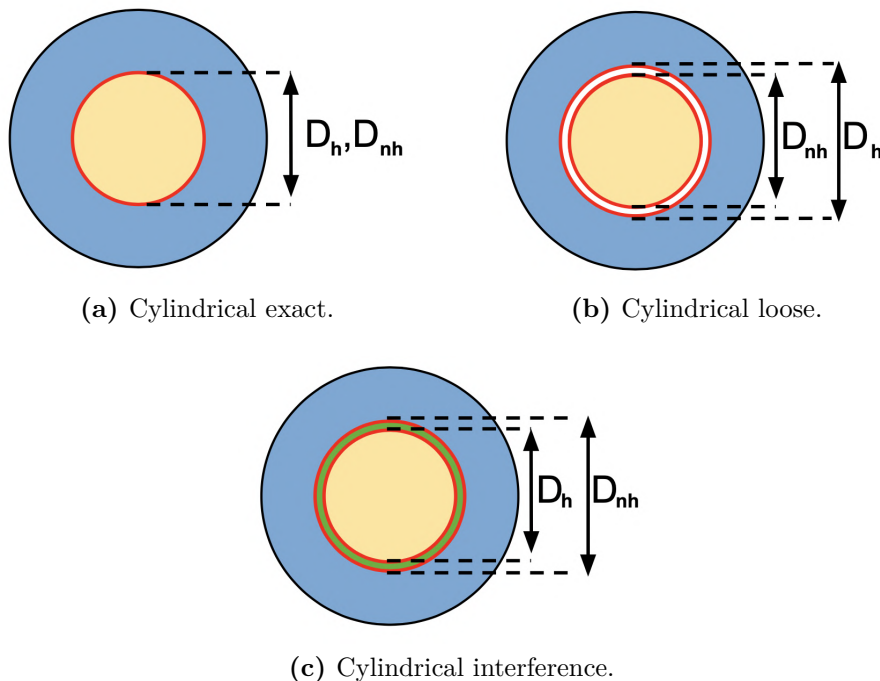 D_h, D_nh
D_nh D_h
(a) Cylindrical exact.
(b) Cylindrical loose.
D_h D_nh
(c) Cylindrical interference.